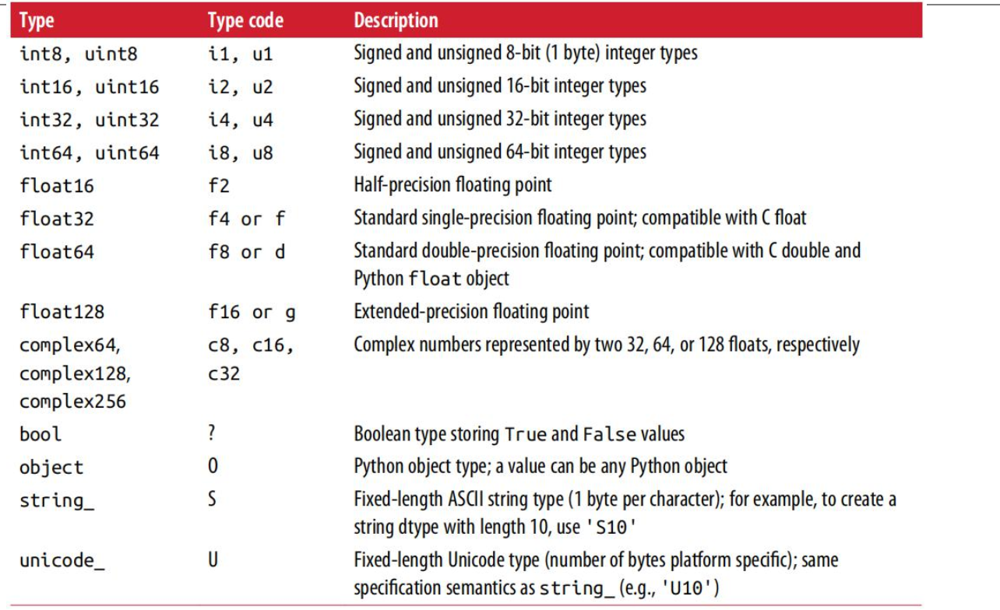 Type Type code Description
int8, uint8 i1, u1 Signed and unsigned 8-bit (1 byte) integer types
int16, uint16 i2, u2 Signed and unsigned 16-bit integer types
int32, uint32 i4, u4 Signed and unsigned 32-bit integer types
int64, uint64 i8, u8 Signed and unsigned 64-bit integer types
float16 f2 Half-precision floating point
float32 f4 or f Standard single-precision floating point; compatible with C float
float64 f8 or d Standard double-precision floating point; compatible with C double and
Python float object
float128 f16 or g Extended-precision floating point
complex64, c8, c16, Complex numbers represented by two 32, 64, or 128 floats, respectively
complex128, c32
complex256
bool ? Boolean type storing True and False values
object O Python object type; a value can be any Python object
string_ S Fixed-length ASCII string type (1 byte per character); for example, to create a
string dtype with length 10, use 'S10'
unicode_ U Fixed-length Unicode type (number of bytes platform specific); same
specification semantics as string_ (e.g., 'U10')